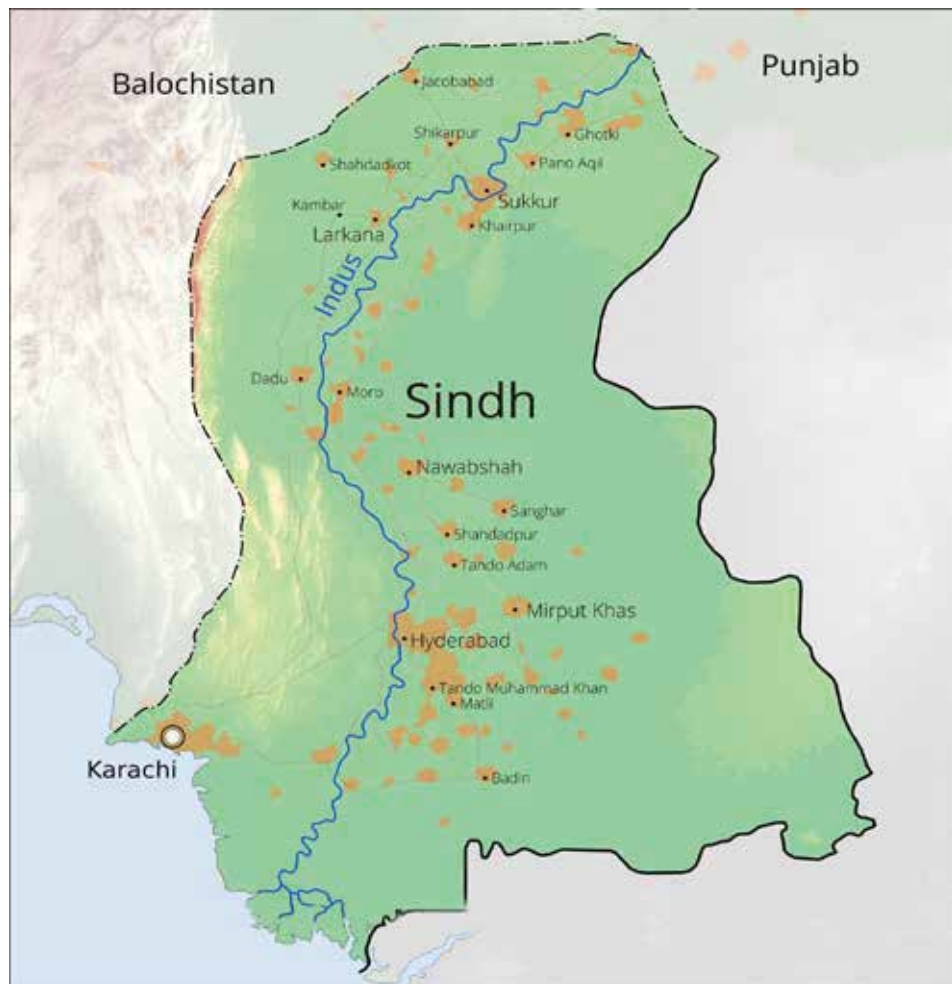 Balochistan
Punjab
Jacobabad
Shikarpur
Ghotki
Shahdadkot
Pano Aqil
Sukkur
Kambar
Larkana
Khairpur
Indus
Dadu
Moro
Sindh
Nawabshah
Sanghar
Shandadpur
Tando Adam
Mirput Khas
Hyderabad
Tando Muhammad Khan
Matli
Karachi
Badin